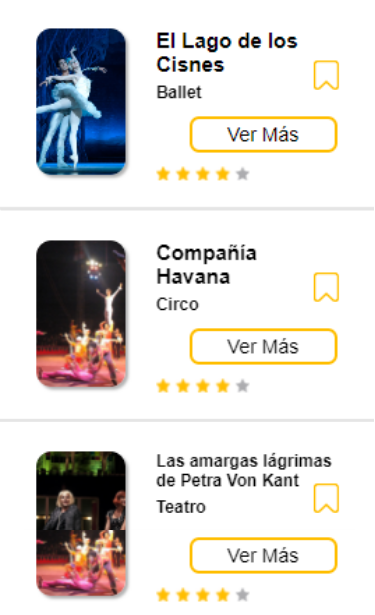 El Lago de los
Cisnes
Ballet
Ver Más
Compañía
Havana
Circo
Ver Más
Las amargas lágrimas
de Petra Von Kant
Teatro
Ver Más